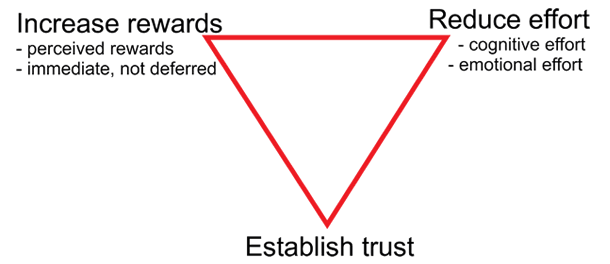 Increase rewards
- perceived rewards
- immediate, not deferred
Reduce effort
- cognitive effort
- emotional effort
Establish trust